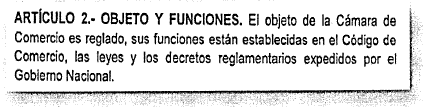 ARTÍCULO 2.- OBJETO Y FUNCIONES. El objeto de la Cámara de
Comercio es reglado, sus funciones están establecidas en el Código de
Comercio, las leyes y los decretos reglamentarios expedidos por el
Gobierno Nacional.